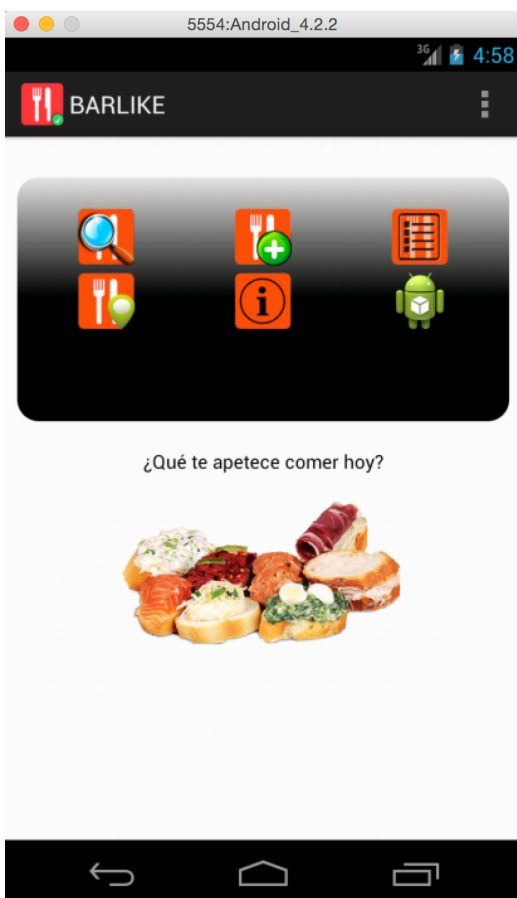 5554:Android_4.2.2
3G 4:58
BARLIKE
i
¿Qué te apetece comer hoy?